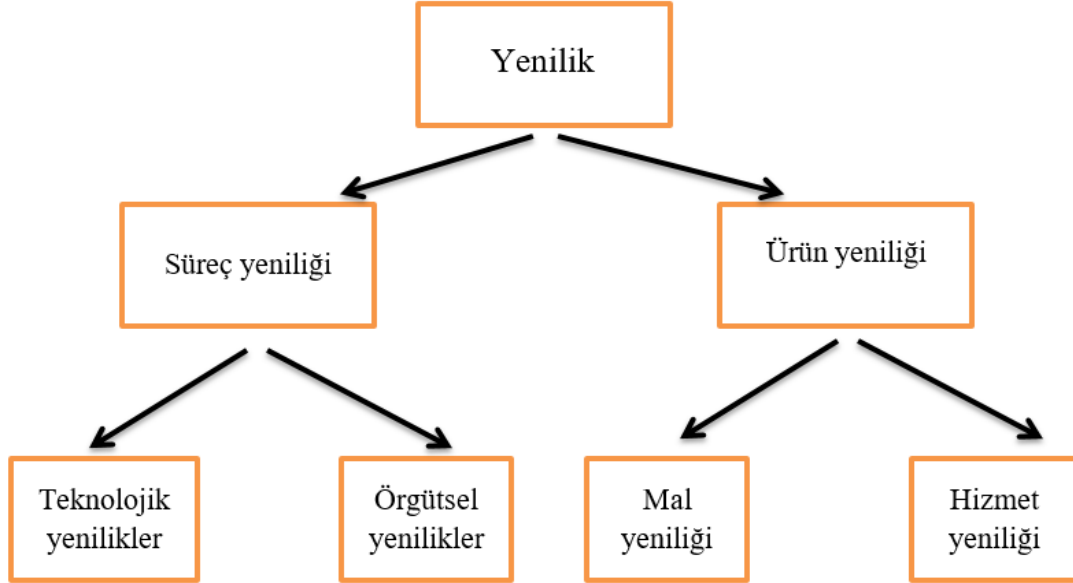 Yenilik
Süreç yeniliği
Ürün yeniliği
Teknolojik
yenilikler
Örgütsel
yenilikler
Mal
yeniliği
Hizmet
yeniliği